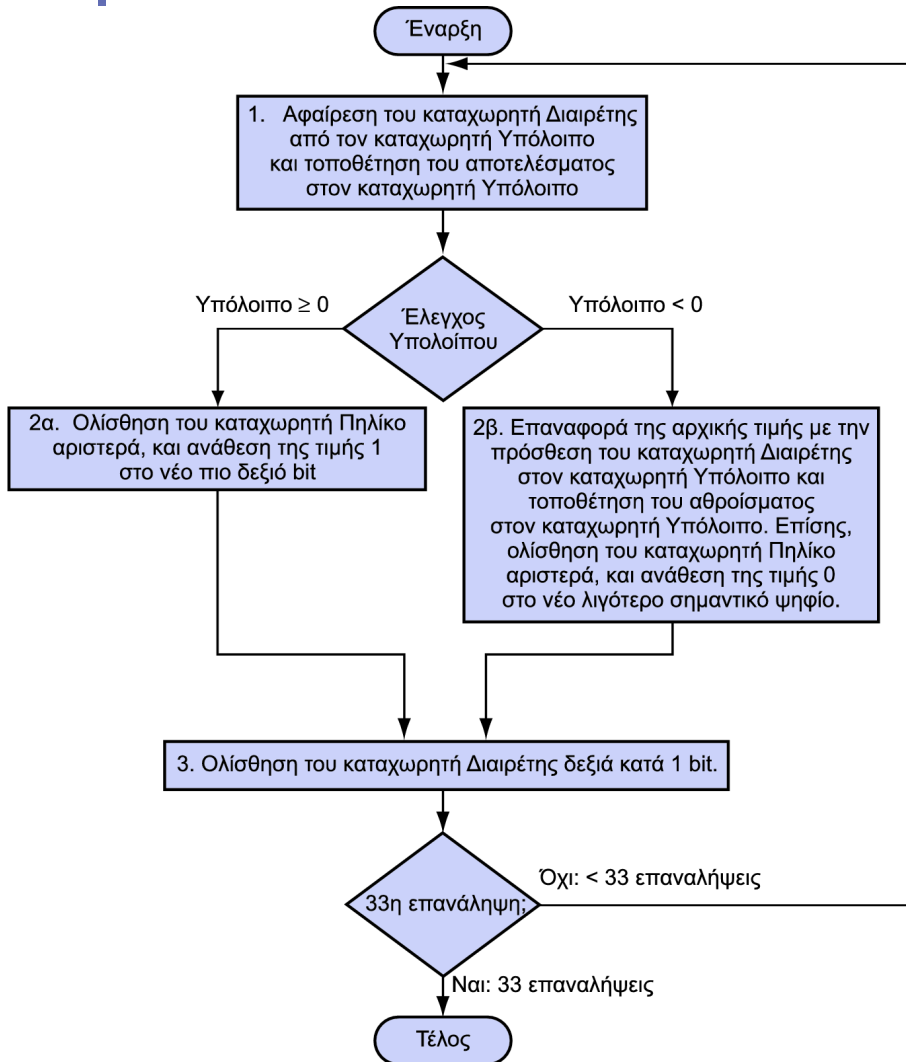 Έναρξη
1. Αφαίρεση του καταχωρητή Διαιρέτης
από τον καταχωρητή Υπόλοιπο
και τοποθέτηση του αποτελέσματος
στον καταχωρητή Υπόλοιπο
Υπόλοιπο ≥ 0
Έλεγχος
Υπολοίπου
Υπόλοιπο < 0
2α. Ολίσθηση του καταχωρητή Πηλίκο
αριστερά, και ανάθεση της τιμής 1
στο νέο πιο δεξιό bit
2β. Επαναφορά της αρχικής τιμής με την
πρόσθεση του καταχωρητή Διαιρέτης
στον καταχωρητή Υπόλοιπο και
τοποθέτηση του αθροίσματος
στον καταχωρητή Υπόλοιπο. Επίσης,
ολίσθηση του καταχωρητή Πηλίκο
αριστερά, και ανάθεση της τιμής 0
στο νέο λιγότερο σημαντικό ψηφίο.
3. Ολίσθηση του καταχωρητή Διαιρέτης δεξιά κατά 1 bit.
33η επανάληψη;
Όχι: < 33 επαναλήψεις
Ναι: 33 επαναλήψεις
Τέλος